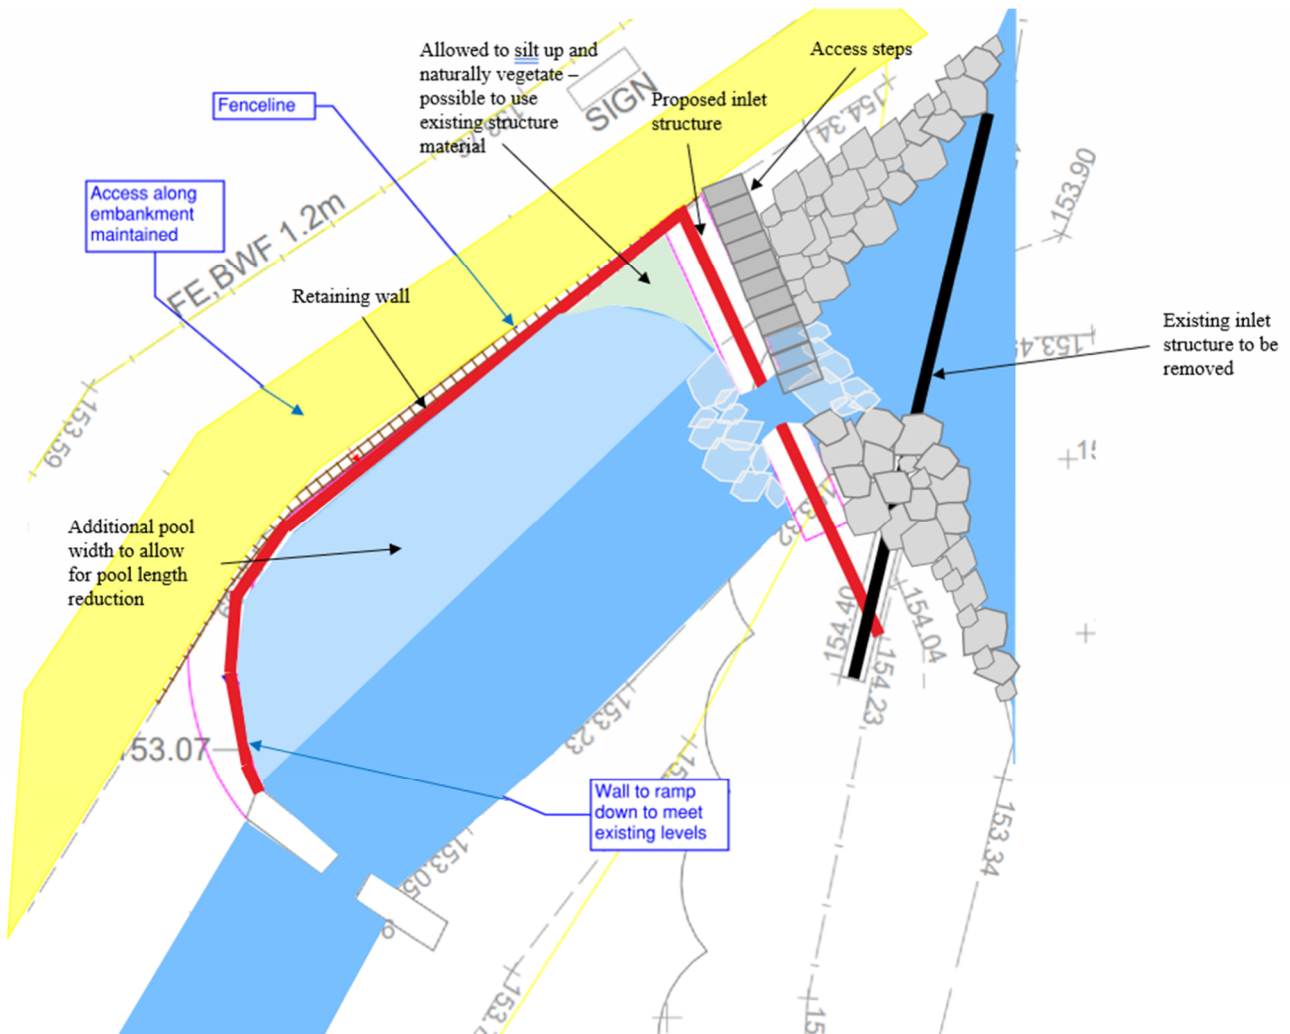 Allowed to silt up and
naturally vegetate –
possible to use
existing structure
material
Access steps
Proposed inlet
structure
SIGN
Fenceline
154.34
Access along
embankment
maintained
FE,BWF 1.2m
153.90
Retaining wall
Existing inlet
structure to be
removed
153.59
Additional pool
width to allow
for pool length
reduction
154.40
154.04
154.23
153.23
53.07
Wall to ramp
down to meet
existing levels
153.05
153.34